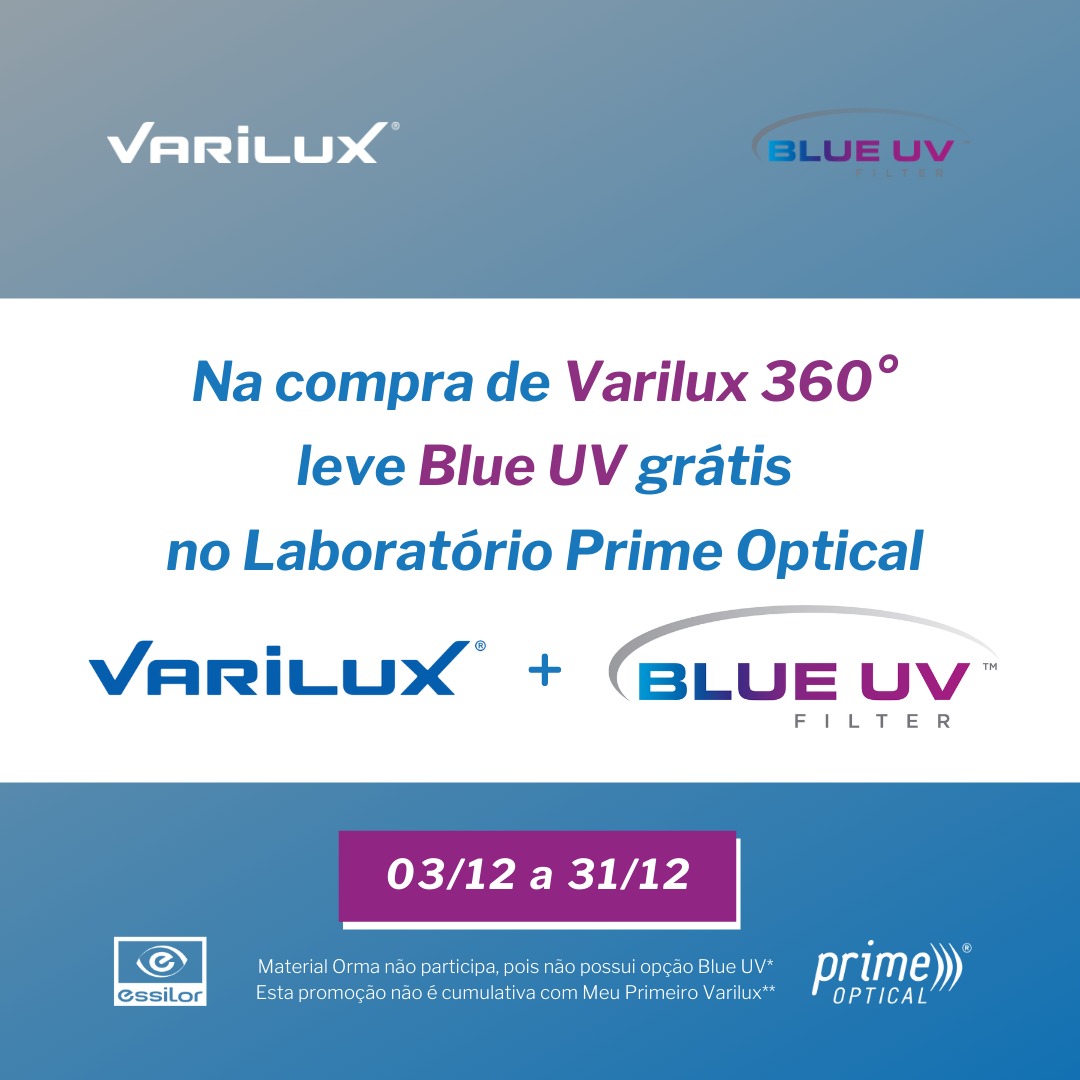 VARILUX®
BLUE UV™
FILTER
Na compra de Varilux 360°
leve Blue UV grátis
no Laboratório Prime Optical
VARILUX® + BLUE UV™
FILTER
03/12 a 31/12
essilor
Material Orma não participa, pois não possui opção Blue UV*
Esta promoção não é cumulativa com Meu Primeiro Varilux**
prime®
OPTICAL